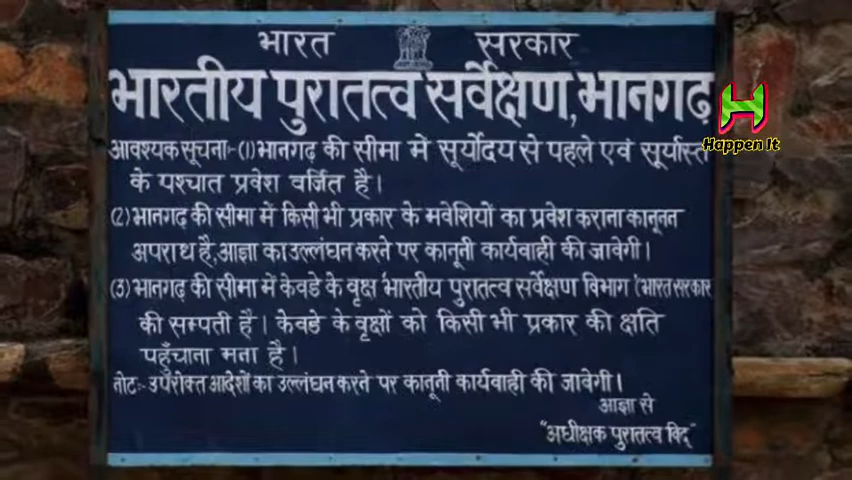 भारत सरकार
भारतीय पुरातत्व सर्वेक्षण, भानगढ़
आवश्यक सूचना:- (1) भानगढ़ की सीमा में सूर्योदय से पहले एवं सूर्यास्त
के पश्चात प्रवेश वर्जित है।
(2) भानगढ़ की सीमा में किसी भी प्रकार के मवेशियों का प्रवेश कराना कानूनन
अपराध है, आज्ञा का उल्लंघन करने पर कानूनी कार्यवाही की जावेगी।
(3) भानगढ़ की सीमा में केवडे के वृक्ष 'भारतीय पुरातत्व सर्वेक्षण विभाग (भारत सरकार
की सम्पती है। केवडे के वृक्षों को किसी भी प्रकार की क्षति
पहुँचाना मना है।
नोट:- उपरोक्त आदेशों का उल्लंघन करने पर कानूनी कार्यवाही की जावेगी।
आज्ञा से
"अधीक्षक पुरातत्व विद्"
H
Happen It